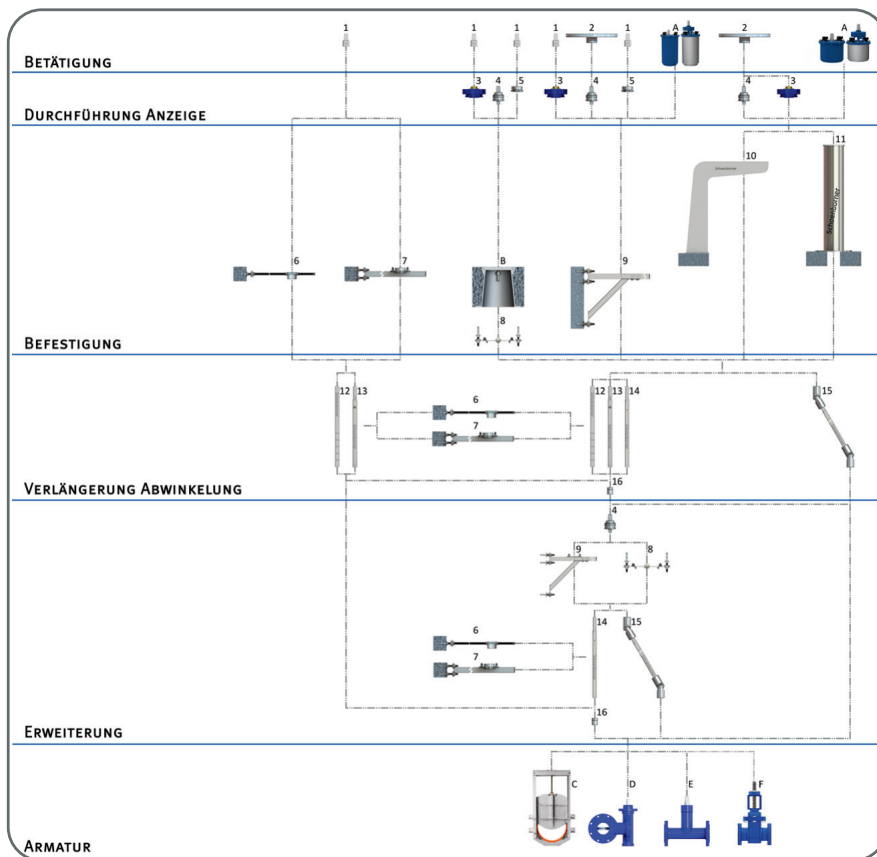 1 1 1 1 2 1 A 2 A
BETÄTIGUNG
3 4 5 3 4 5 4 3
DURCHFÜHRUNG ANZEIGE
10 11
Schoenborner
Schoenborner
6 7 B 9
8
BEFESTIGUNG
12 13 6 12 13 14 15
7
16
VERLÄNGERUNG ABWINKELUNG
4
9 8
6 14 15
7
16
ERWEITERUNG
C D E F
ARMATUR